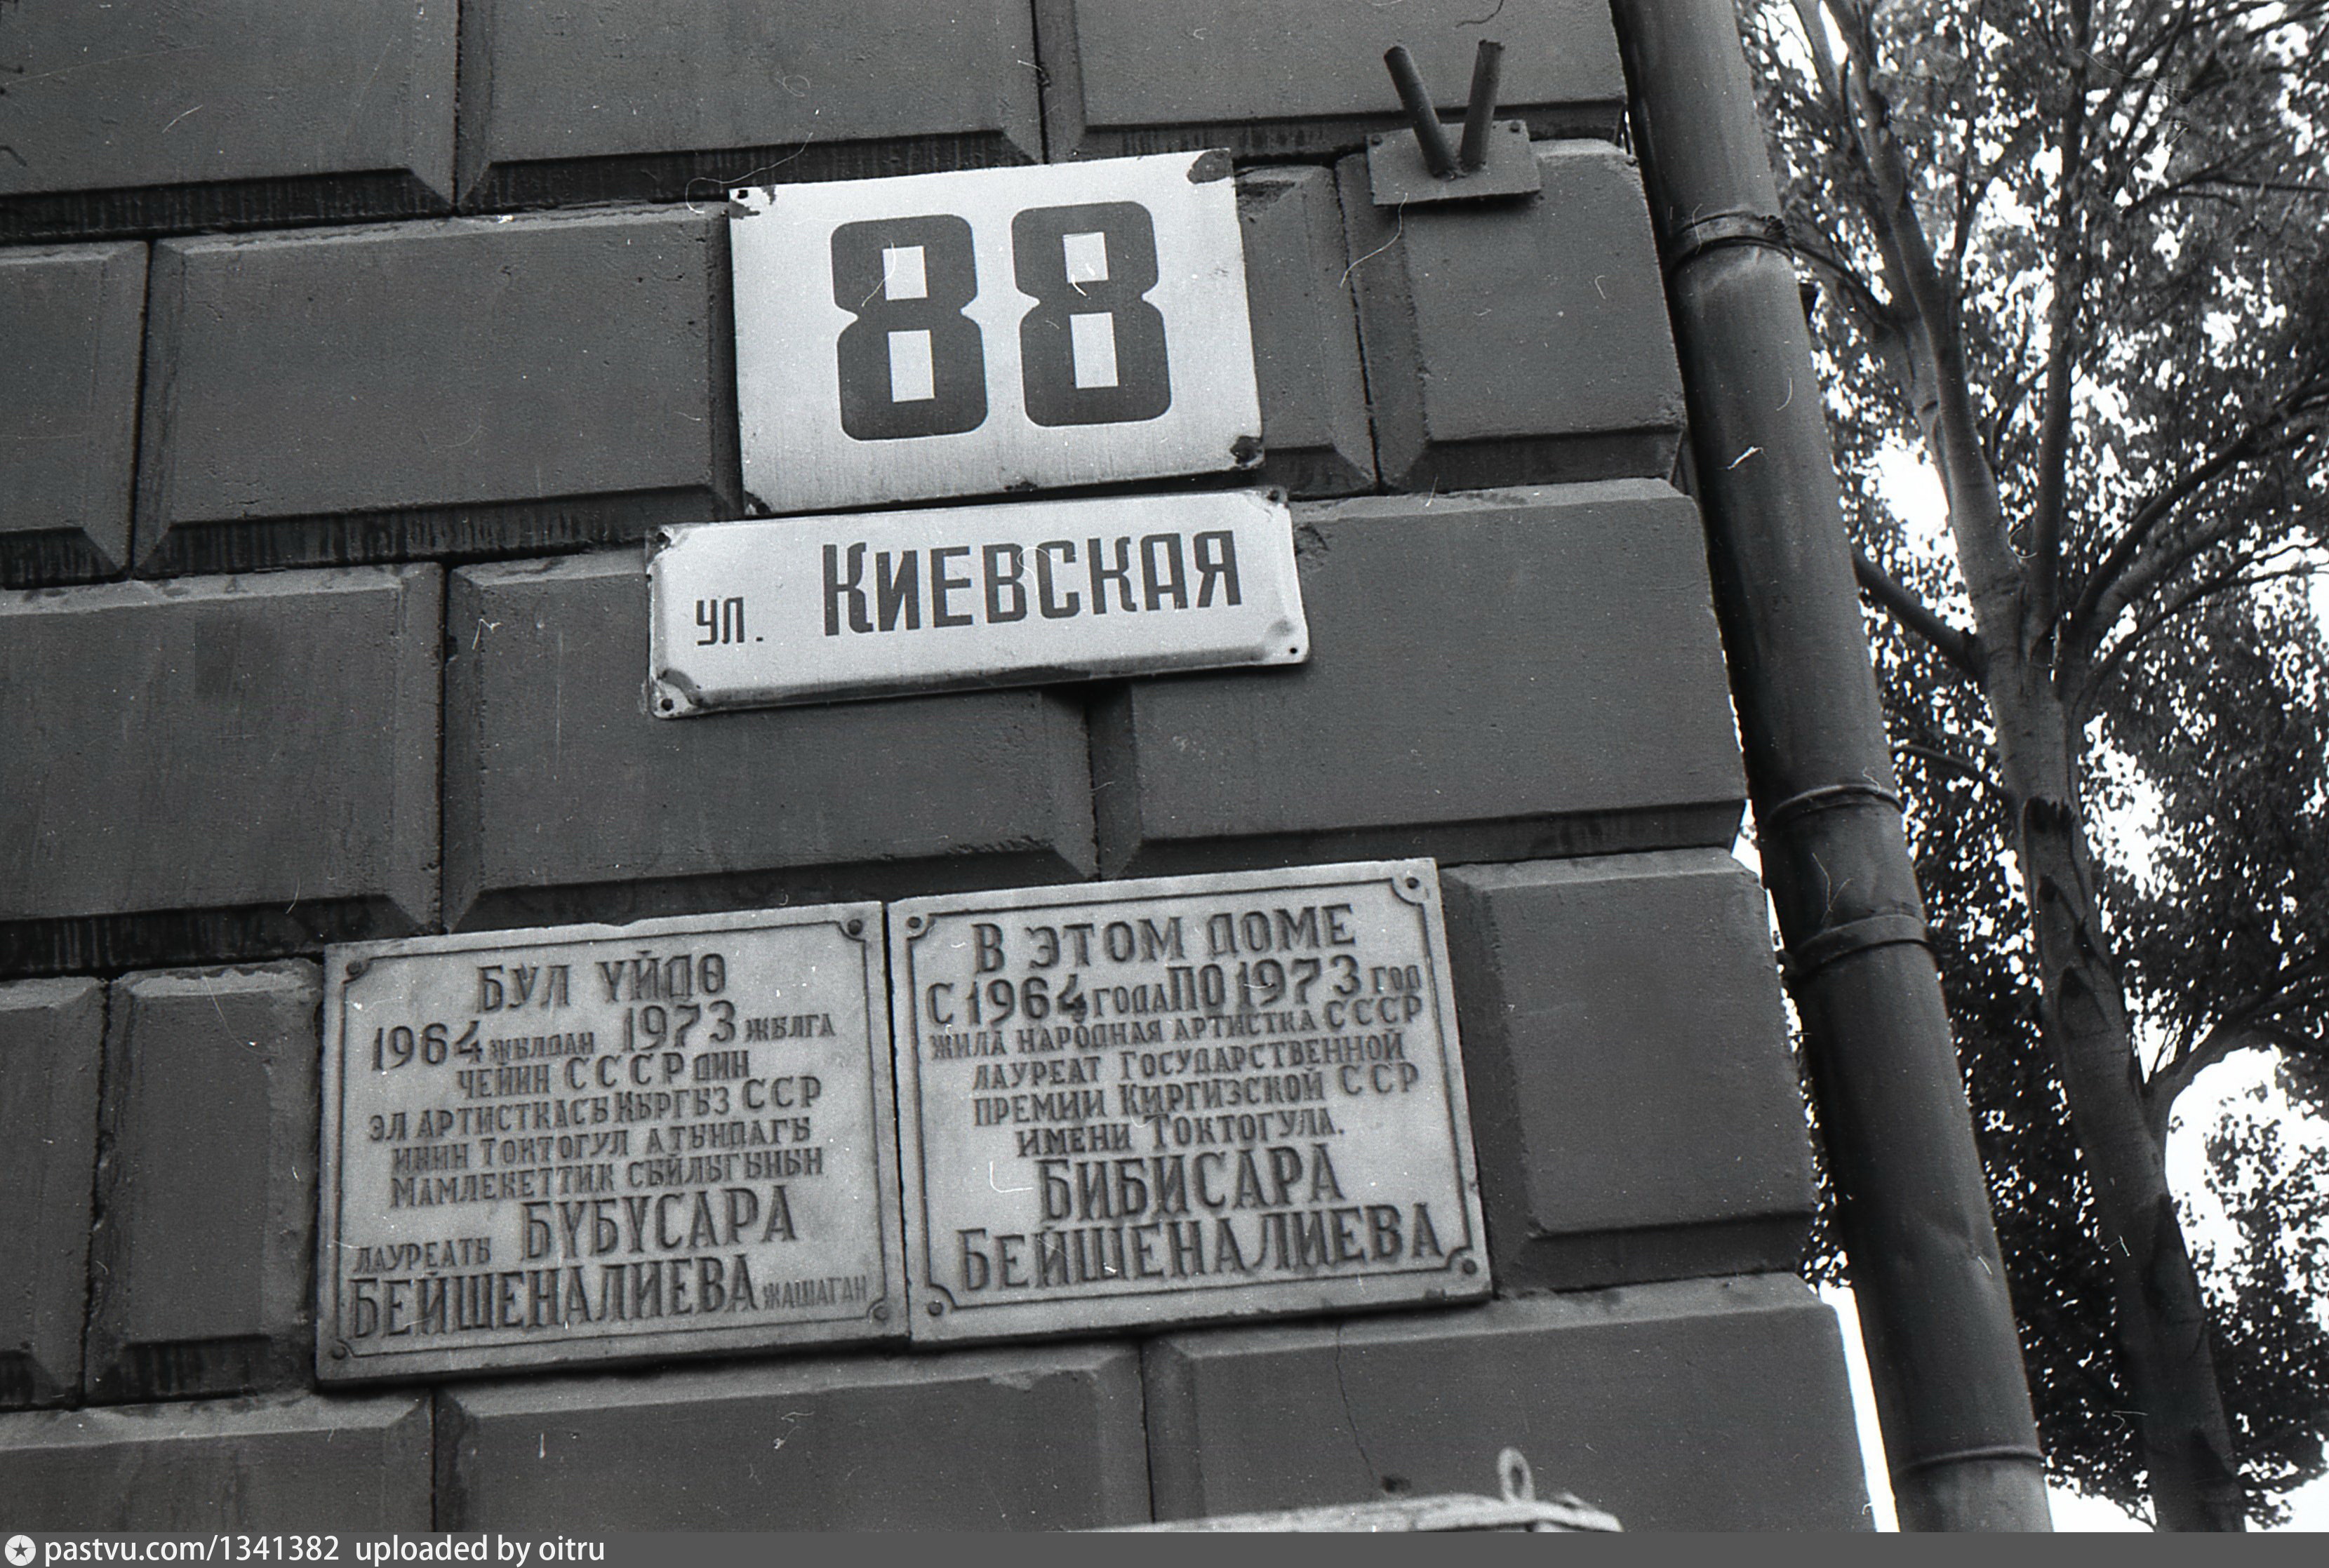 88
ул. Киевская
БУЛ ҮЙДӨ
1964 жылдан 1973 жылга
чейин СССРдин
эл артисткасы Кыргыз ССР
инин Токтогул атындагы
Мамлекеттик сыйлыгынын
лауреаты БҮБҮСАРА
БЕЙШЕНАЛИЕВА жашаган
В ЭТОМ ДОМЕ
С 1964 года ПО 1973 год
жила народная артистка СССР
лауреат Государственной
премии Киргизской ССР
имени Токтогула.
БИБИСАРА
БЕЙШЕНАЛИЕВА
pastvu.com/1341382 uploaded by oitru